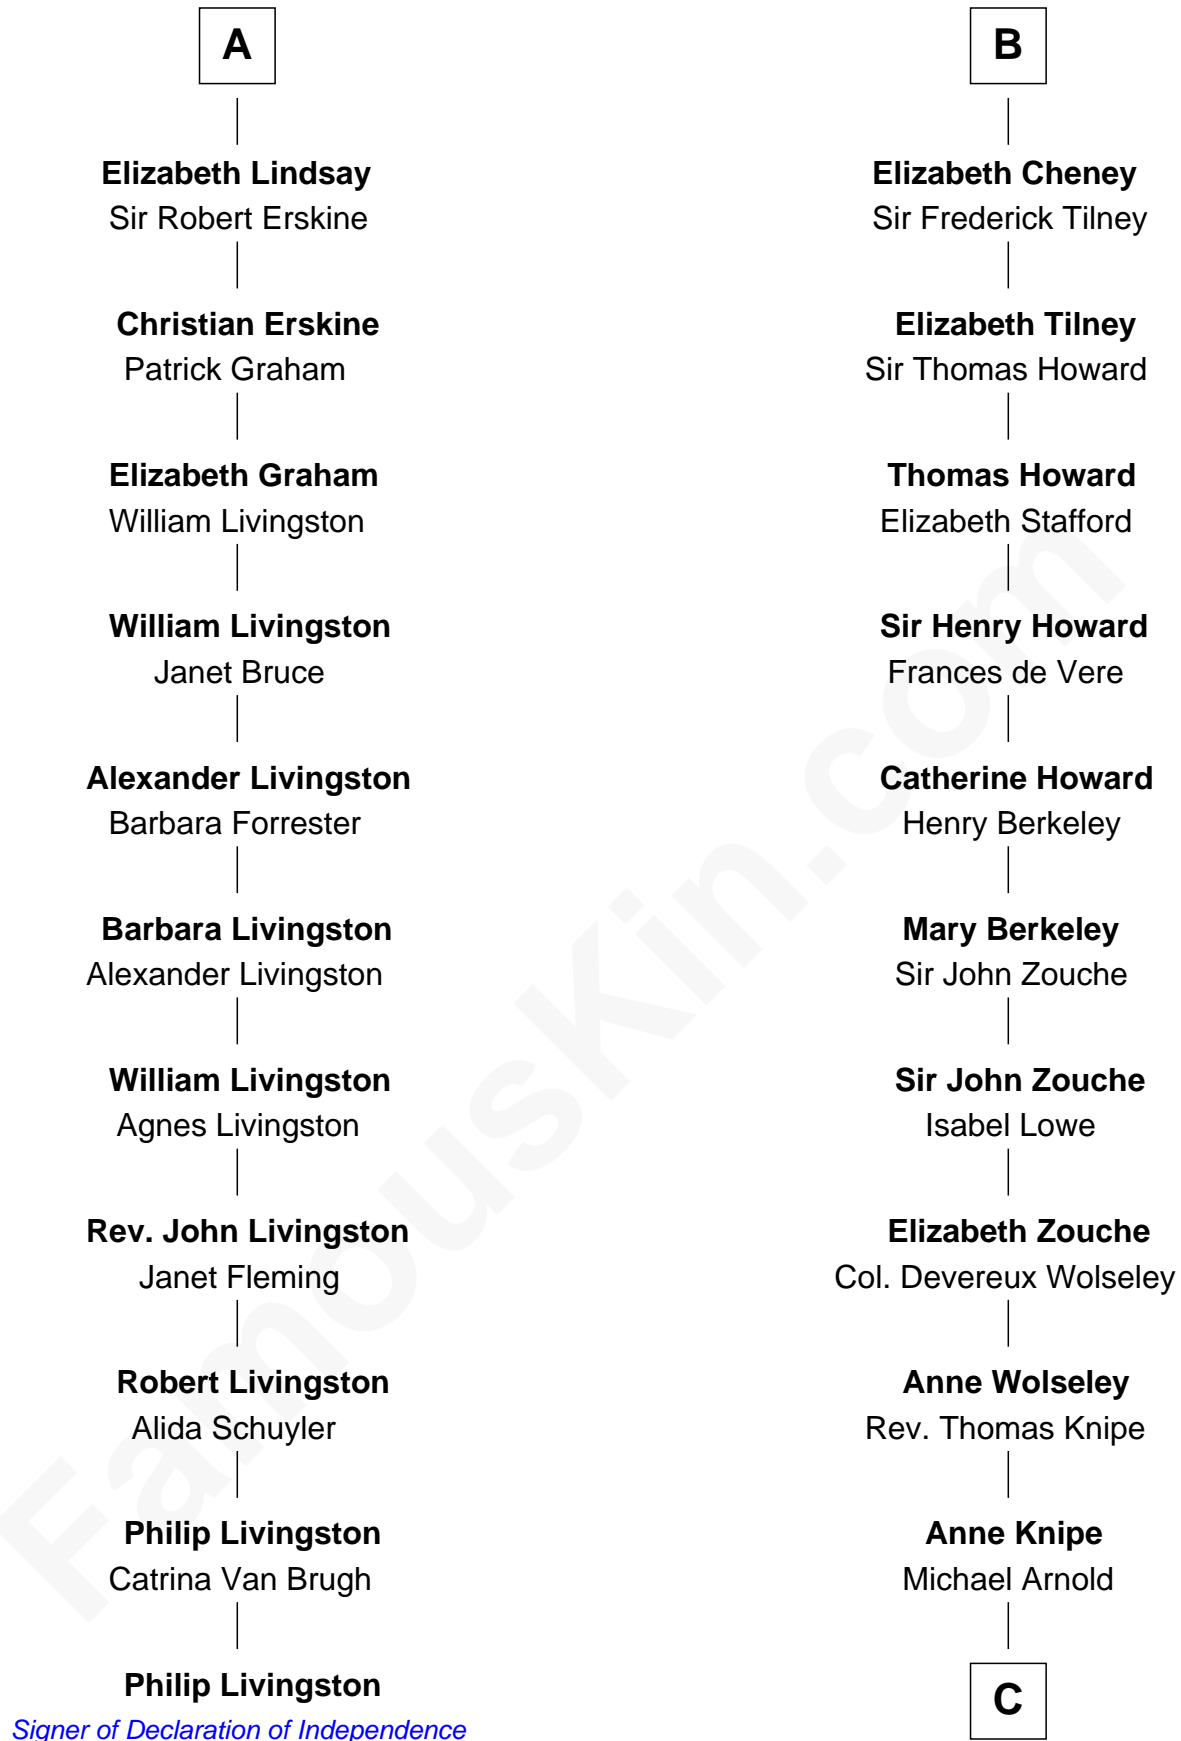 A
Elizabeth Lindsay
Sir Robert Erskine
Christian Erskine
Patrick Graham
Elizabeth Graham
William Livingston
William Livingston
Janet Bruce
Alexander Livingston
Barbara Forrester
Barbara Livingston
Alexander Livingston
William Livingston
Agnes Livingston
Rev. John Livingston
Janet Fleming
Robert Livingston
Alida Schuyler
Philip Livingston
Catrina Van Brugh
Philip Livingston
Signer of Declaration of Independence
B
Elizabeth Cheney
Sir Frederick Tilney
Elizabeth Tilney
Sir Thomas Howard
Thomas Howard
Elizabeth Stafford
Sir Henry Howard
Frances de Vere
Catherine Howard
Henry Berkeley
Mary Berkeley
Sir John Zouche
Sir John Zouche
Isabel Lowe
Elizabeth Zouche
Col. Devereux Wolseley
Anne Wolseley
Rev. Thomas Knipe
Anne Knipe
Michael Arnold
C
FamousKin.com